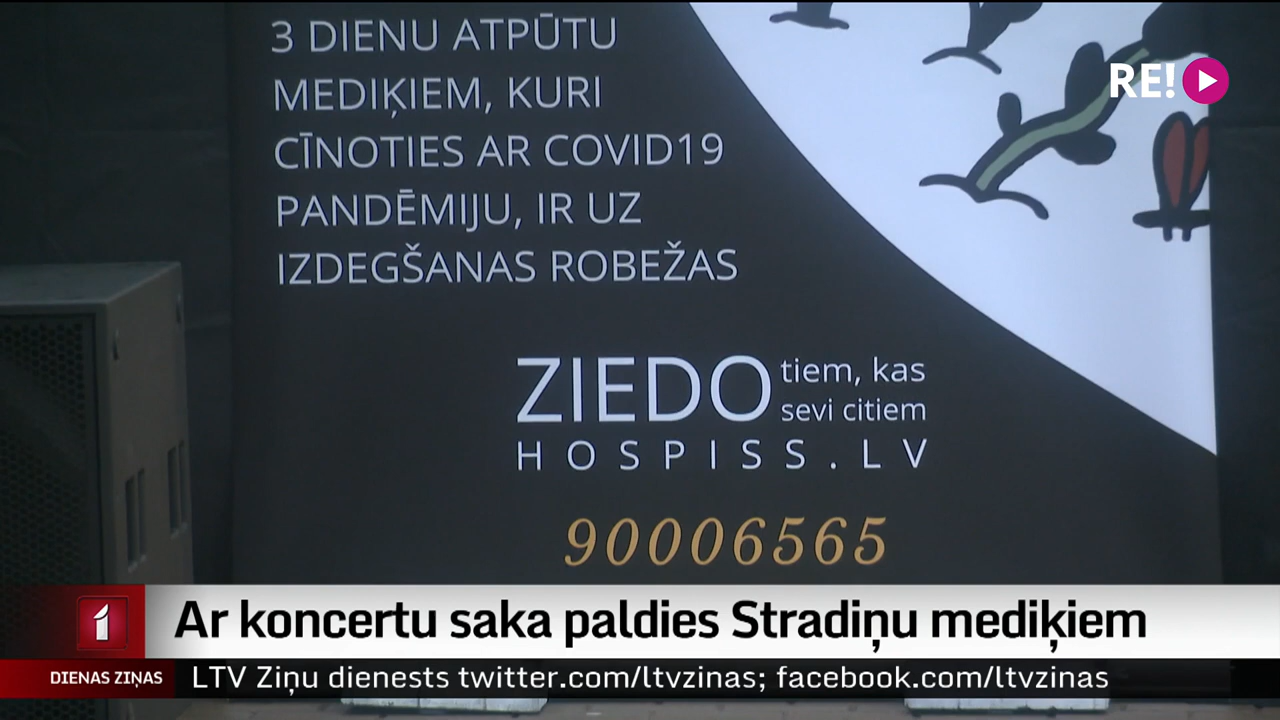 3 DIENU ATPŪTU
MEDIĶIEM, KURI
CĪNOTIES AR COVID19
PANDĒMIJU, IR UZ
IZDEGŠANAS ROBEŽAS
ZIEDO tiem, kas
sevi citiem
HOSPISS.LV
90006565
RE!
1 Ar koncertu saka paldies Stradiņu mediķiem
DIENAS ZIŅAS LTV Ziņu dienests twitter.com/ltvzinas; facebook.com/ltvzinas